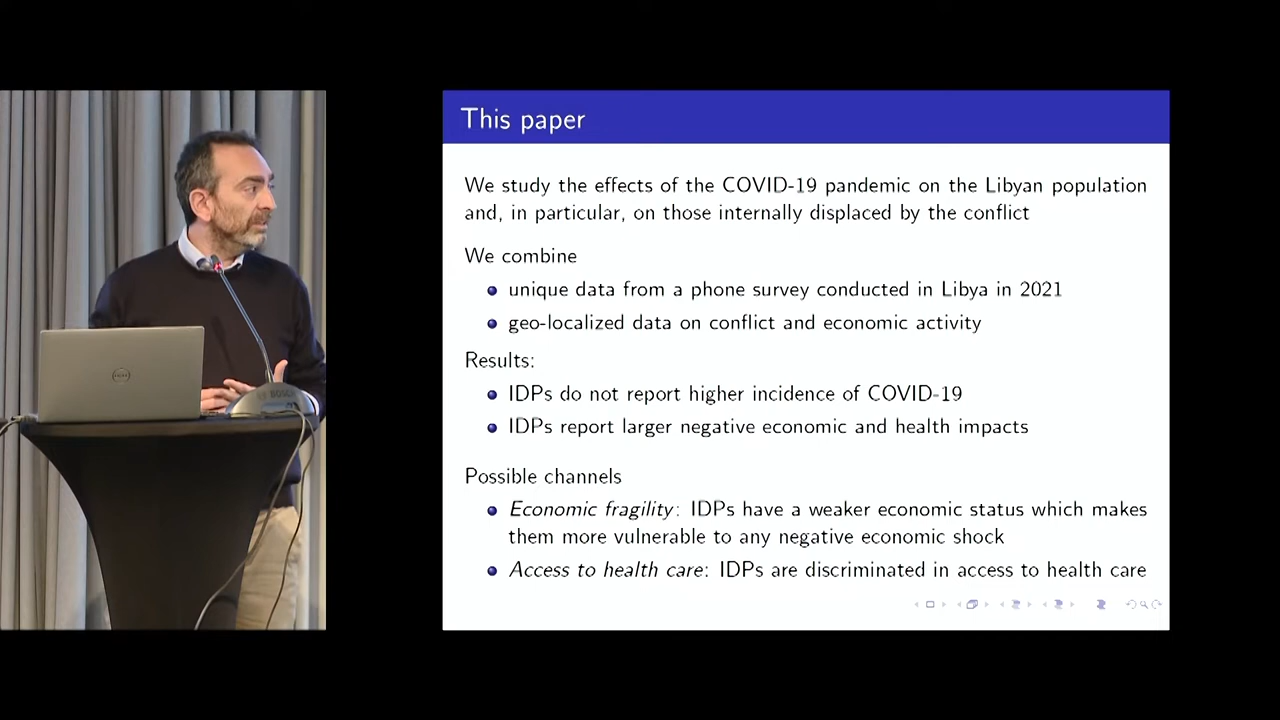 This paper
We study the effects of the COVID-19 pandemic on the Libyan population
and, in particular, on those internally displaced by the conflict
We combine
unique data from a phone survey conducted in Libya in 2021
geo-localized data on conflict and economic activity
Results:
IDPs do not report higher incidence of COVID-19
IDPs report larger negative economic and health impacts
Possible channels
Economic fragility: IDPs have a weaker economic status which makes
them more vulnerable to any negative economic shock
Access to health care: IDPs are discriminated in access to health care
DELL
BOSCH